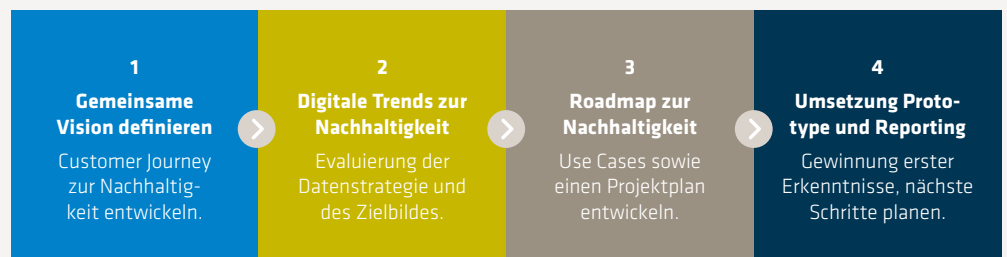 1
Gemeinsame
Vision definieren
Customer Journey
zur Nachhaltig-
keit entwickeln.
2
Digitale Trends zur
Nachhaltigkeit
Evaluierung der
Datenstrategie und
des Zielbildes.
3
Roadmap zur
Nachhaltigkeit
Use Cases sowie
einen Projektplan
entwickeln.
4
Umsetzung Proto-
type und Reporting
Gewinnung erster
Erkenntnisse, nächste
Schritte planen.